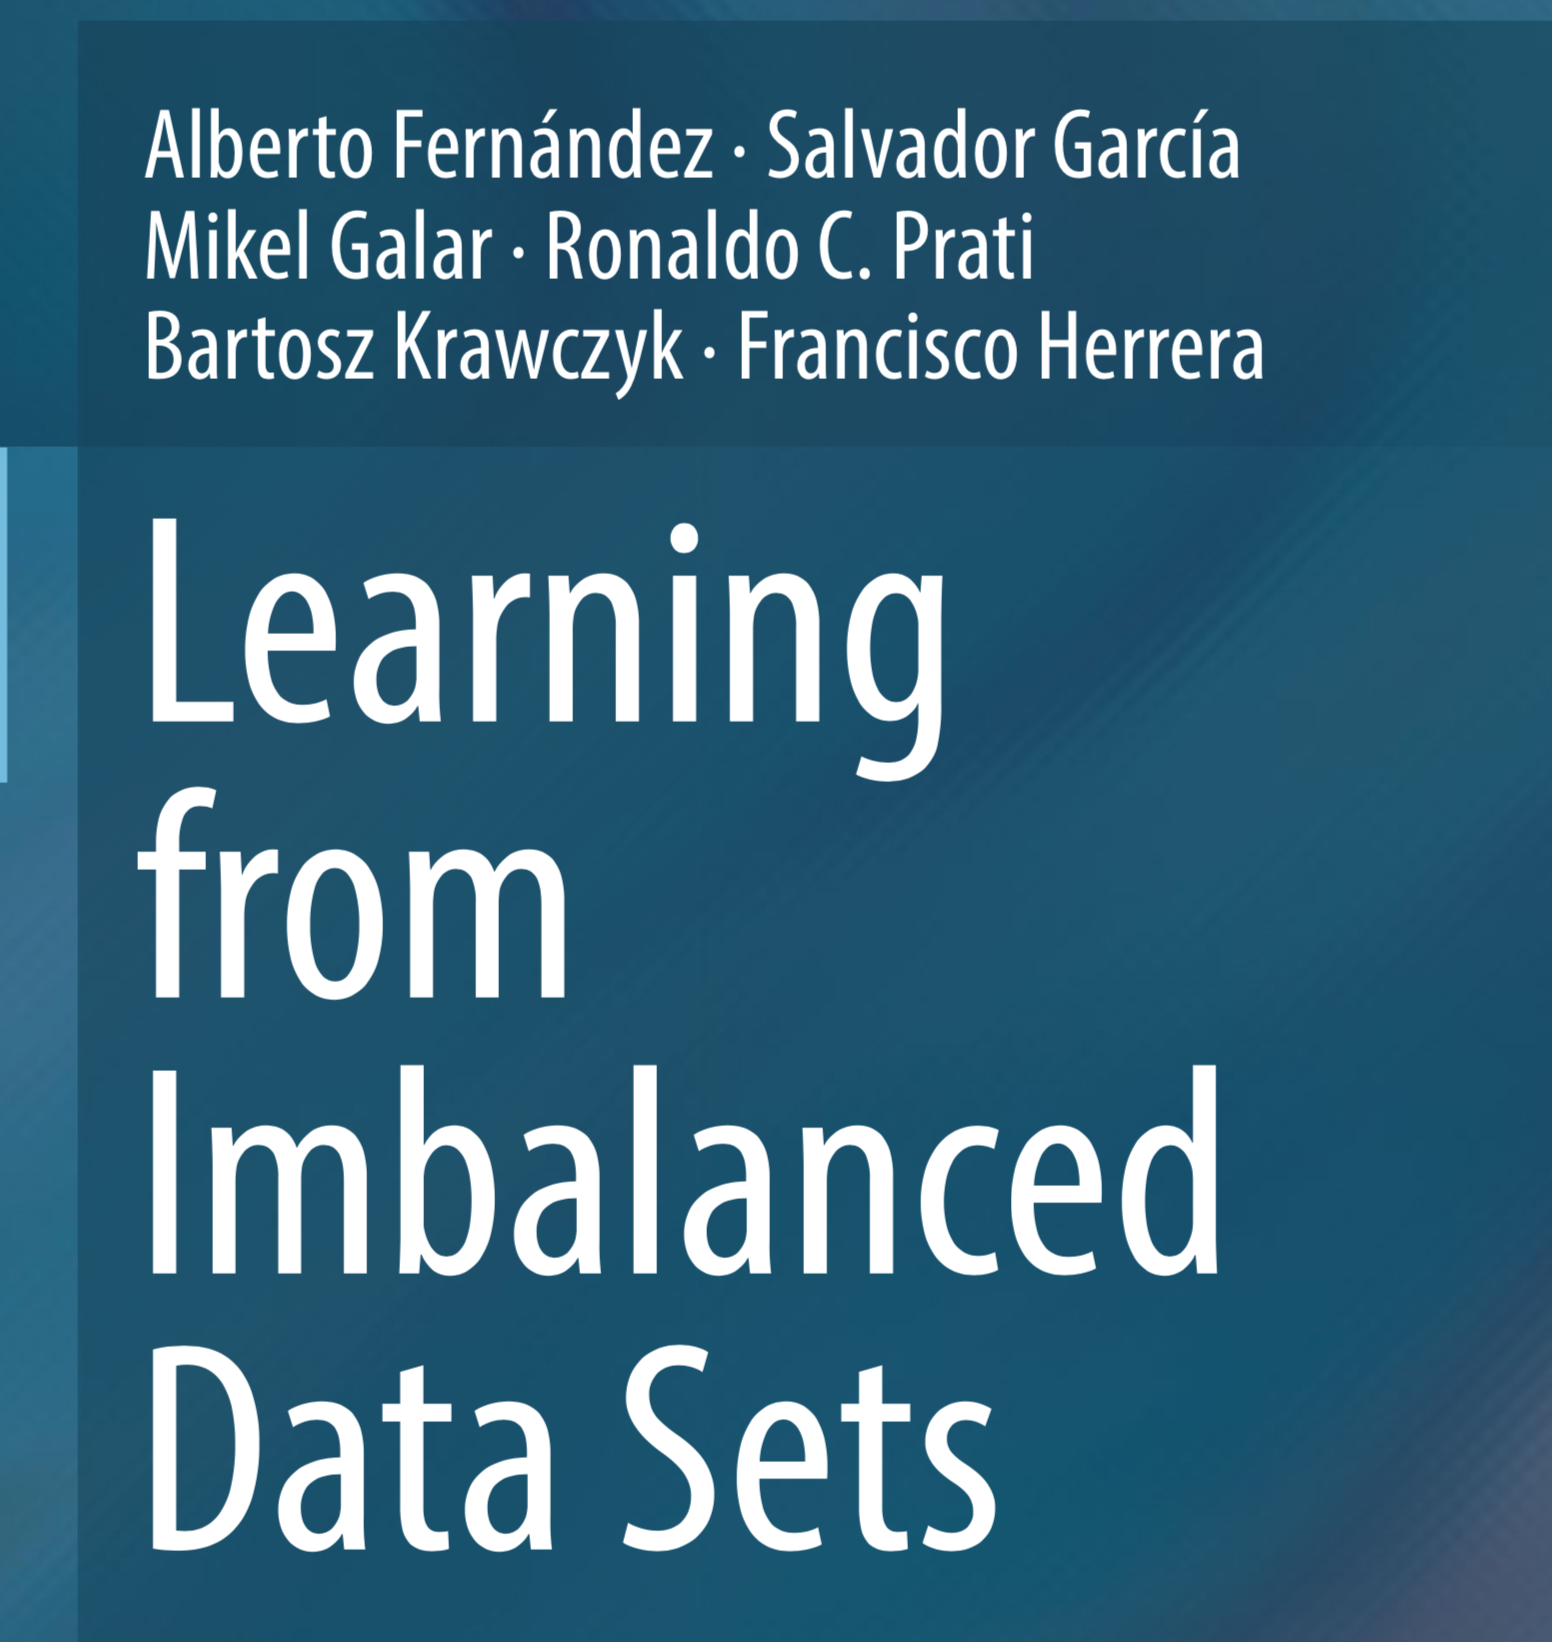 Alberto Fernández · Salvador García
Mikel Galar · Ronaldo C. Prati
Bartosz Krawczyk · Francisco Herrera
Learning
from
Imbalanced
Data Sets